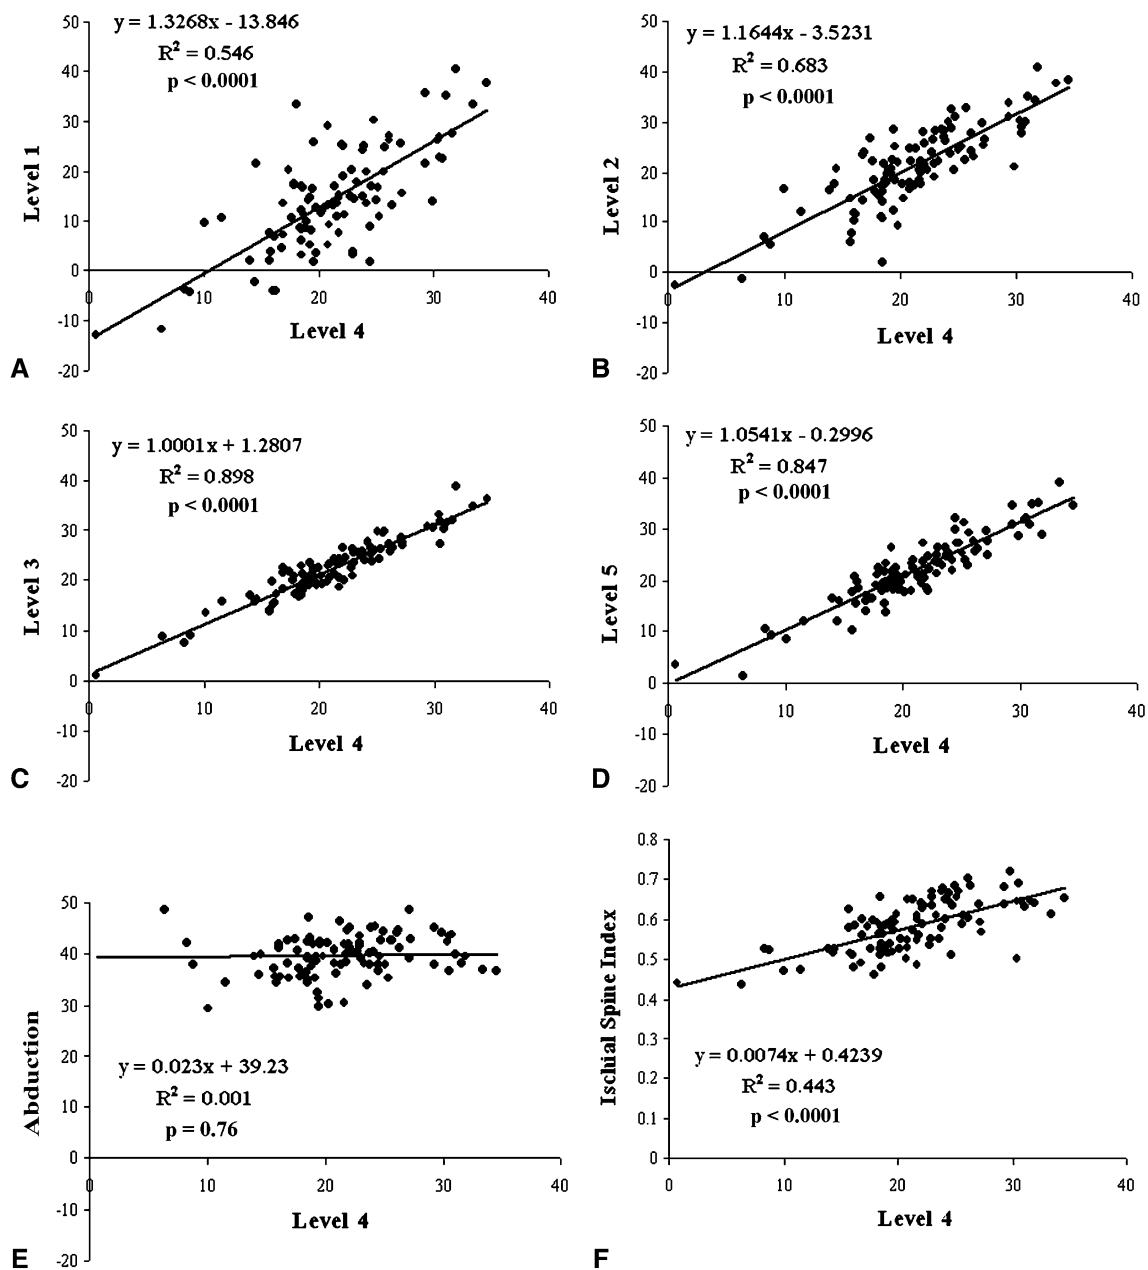 y = 1.3268x - 13.846
R² = 0.546
p < 0.0001
50
40
30
20
10
0
-10
-20
0
10
20
30
40
Level 1
Level 4
A
y = 1.1644x - 3.5231
R² = 0.683
p < 0.0001
50
40
30
20
10
0
-10
-20
0
10
20
30
40
Level 2
Level 4
B
y = 1.0001x + 1.2807
R² = 0.898
p < 0.0001
50
40
30
20
10
0
-10
-20
0
10
20
30
40
Level 3
Level 4
C
y = 1.0541x - 0.2996
R² = 0.847
p < 0.0001
50
40
30
20
10
0
-10
-20
0
10
20
30
40
Level 5
Level 4
D
y = 0.023x + 39.23
R² = 0.001
p = 0.76
50
40
30
20
10
0
-10
-20
0
10
20
30
40
Abduction
Level 4
E
y = 0.0074x + 0.4239
R² = 0.443
p < 0.0001
0.8
0.7
0.6
0.5
0.4
0.3
0.2
0.1
0
0
10
20
30
40
Ischial Spine Index
Level 4
F